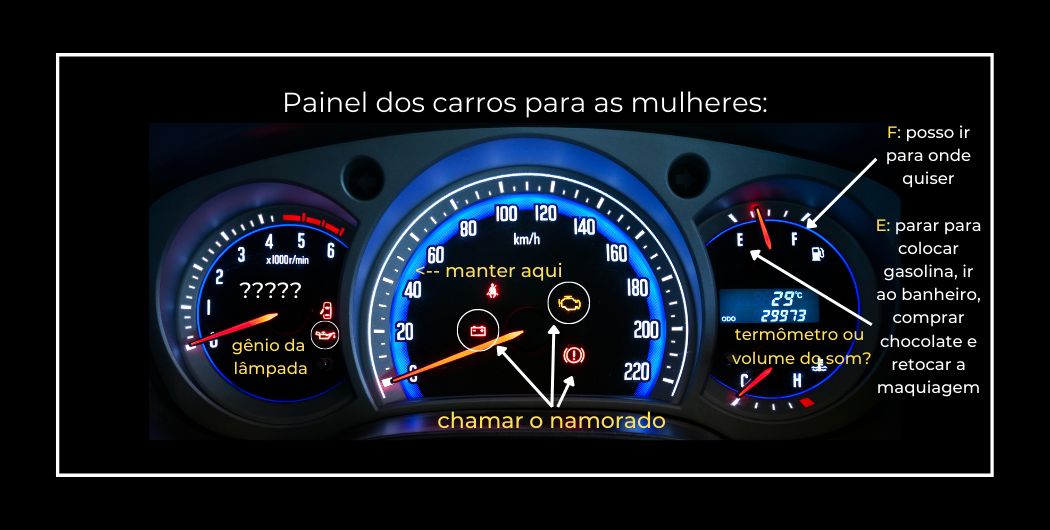 Painel dos carros para as mulheres:
F: posso ir
para onde
quiser
E: parar para
colocar
gasolina, ir
ao banheiro,
comprar
chocolate e
retocar a
maquiagem
3 4 5 6
x1000r/min
2
1
0
?????
gênio da
lâmpada
0 20 40 60 80 100 120 140 160 180 200 220
km/h
<-- manter aqui
chamar o namorado
E F
29°C
ODO 29973
termômetro ou
volume do som?
C H